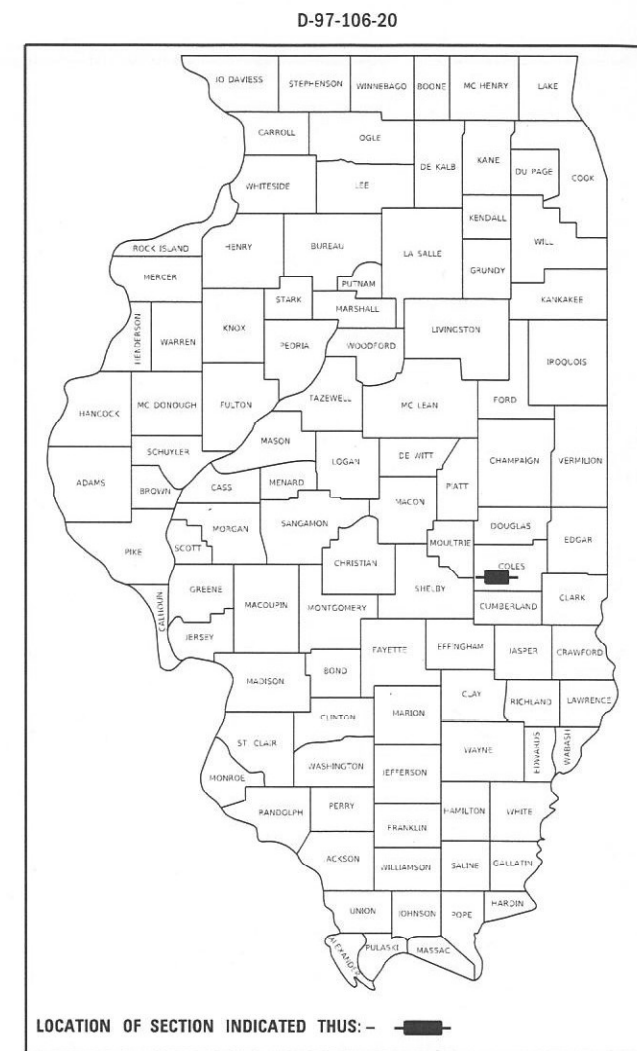 D-97-106-20
JO DAVIESS STEPHENSON WINNEBAGO BOONE MC HENRY LAKE
CARROLL OGLE DE KALB KANE DU PAGE COOK
WHITESIDE LEE
KENDALL
ROCK ISLAND HENRY BUREAU LA SALLE WILL
MERCER PUTNAM GRUNDY
STARK MARSHALL KANKAKEE
HENDERSON WARREN KNOX PEORIA WOODFORD LIVINGSTON
IROQUOIS
HANCOCK MC DONOUGH FULTON TAZEWELL MC LEAN FORD
MASON
SCHUYLER LOGAN DE WITT CHAMPAIGN VERMILION
ADAMS BROWN CASS MENARD PIATT
MACON
MORGAN SANGAMON DOUGLAS
PIKE SCOTT MOULTRIE EDGAR
CHRISTIAN COLES
CALHOUN GREENE MACOUPIN MONTGOMERY SHELBY CUMBERLAND CLARK
JERSEY
FAYETTE EFFINGHAM JASPER CRAWFORD
MADISON BOND
CLAY RICHLAND LAWRENCE
CLINTON MARION
ST. CLAIR WAYNE EDWARDS WABASH
WASHINGTON JEFFERSON
MONROE
RANDOLPH PERRY HAMILTON WHITE
FRANKLIN
ACKSON WILLIAMSON SALINE GALLATIN
UNION JOHNSON POPE HARDIN
ALEXANDER PULASKI MASSAC
LOCATION OF SECTION INDICATED THUS: –